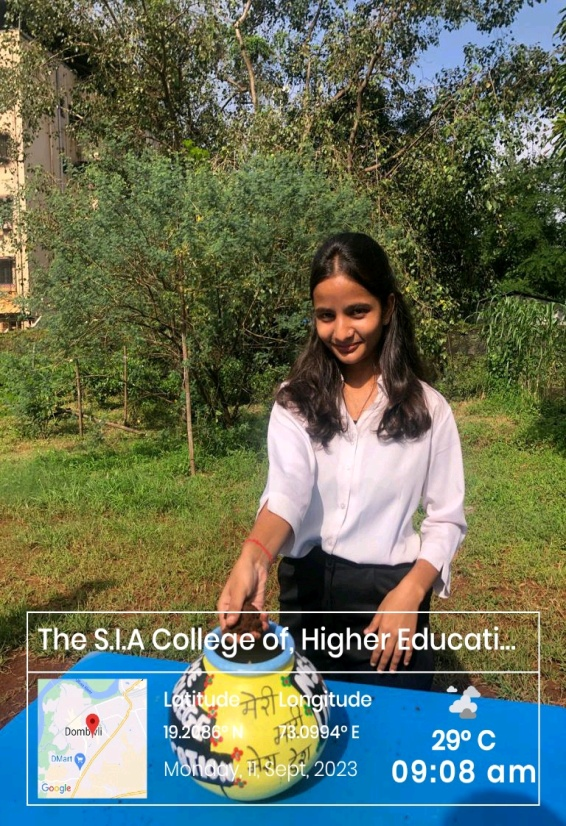 The S.I.A College of, Higher Educati...
Latitude Longitude
19.2086° N 73.0994° E
Monday, 11, Sept, 2023
29° C
09:08 am
Dombivli
DMart
Google
मेरी
मेरा देश